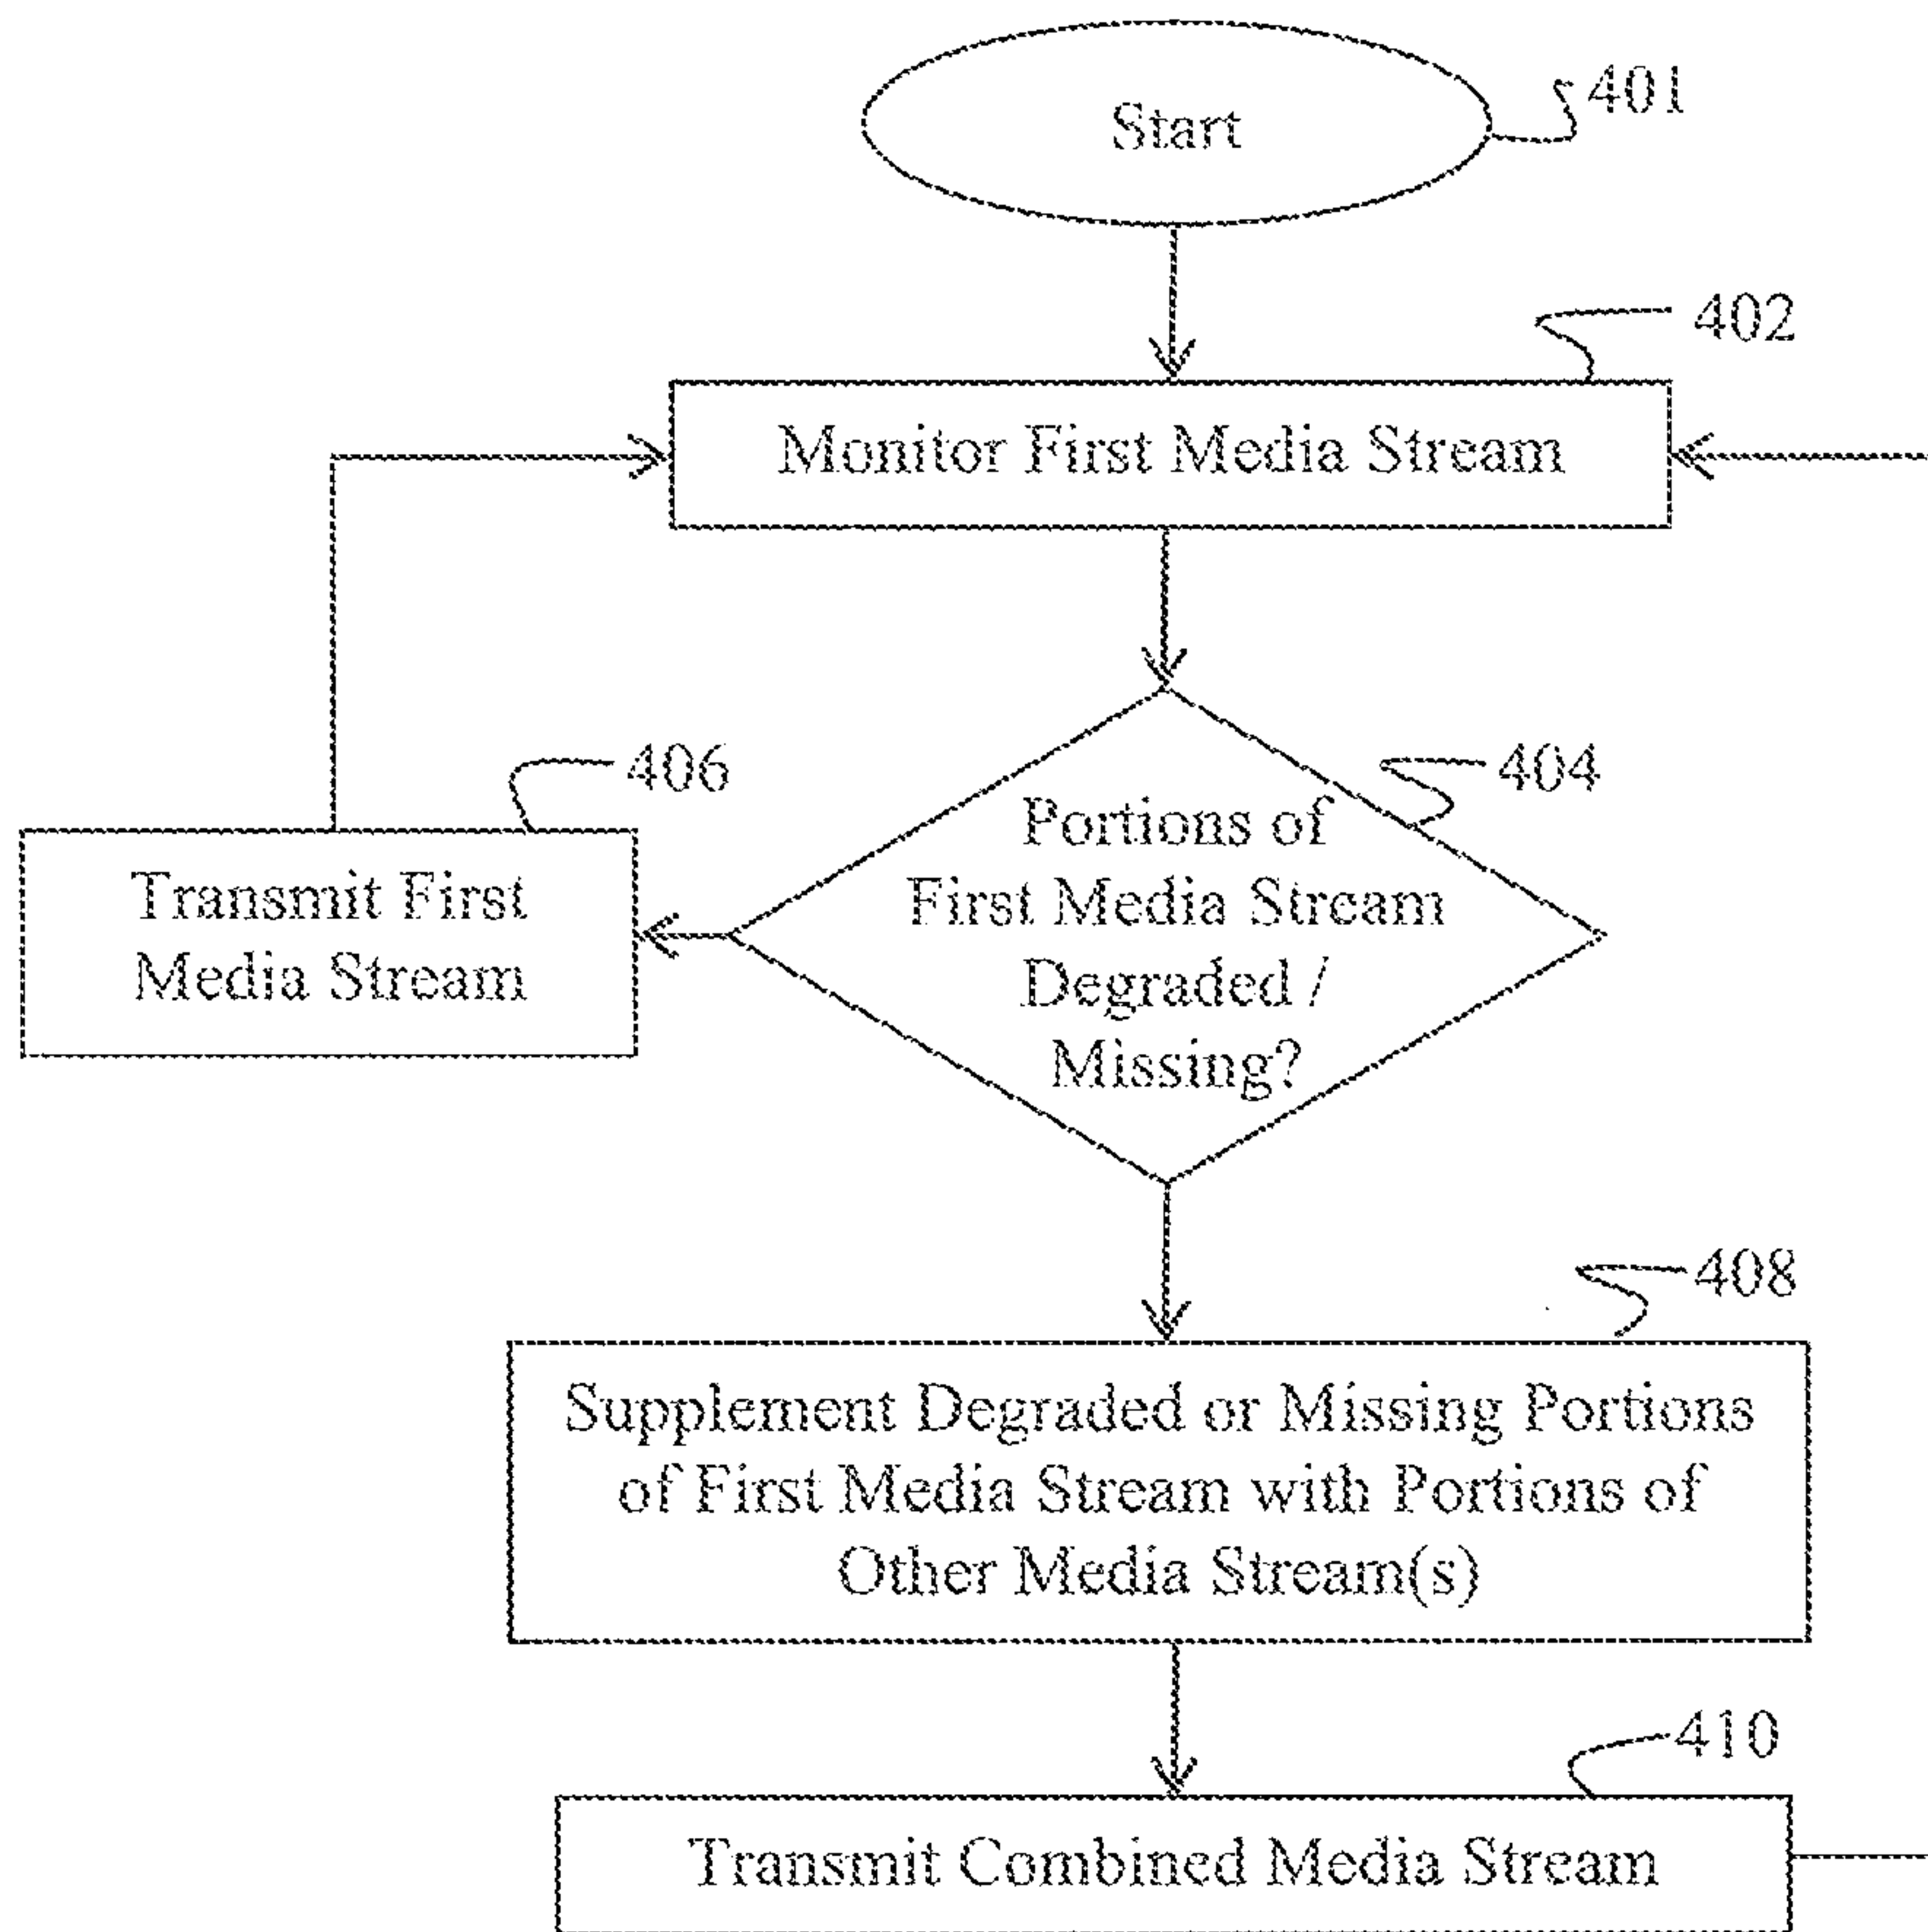 Start
401
402
Monitor First Media Stream
406
404
Portions of
First Media Stream
Degraded /
Missing?
Transmit First
Media Stream
408
Supplement Degraded or Missing Portions
of First Media Stream with Portions of
Other Media Stream(s)
410
Transmit Combined Media Stream